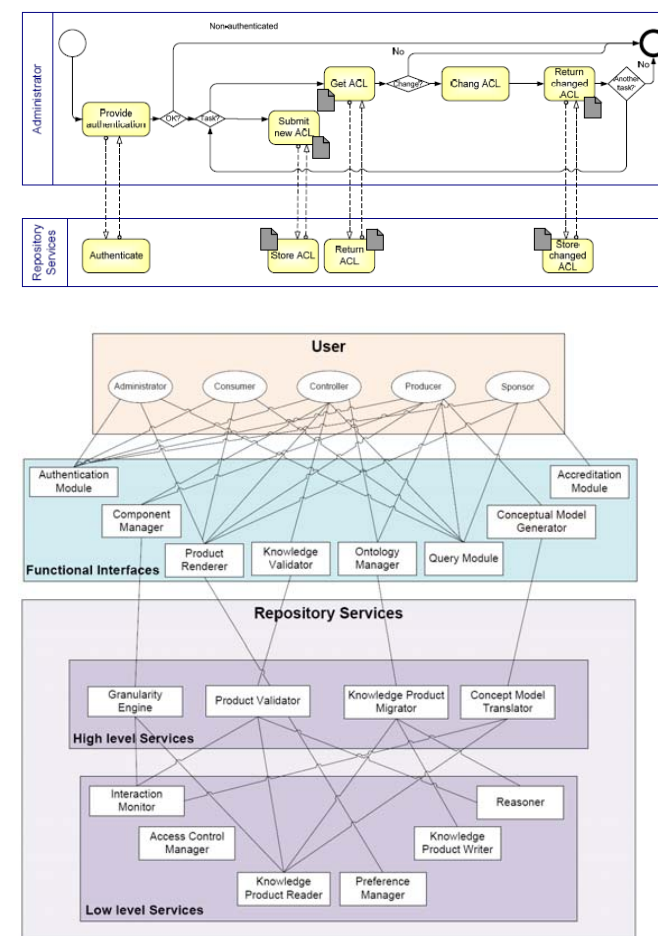 Non-authenticated
Administrator
Provide
authentication
OK?
Task?
Submit
new ACL
Get ACL
Change?
No
Chang ACL
Return
changed
ACL
Another
task?
No
Repository
Services
Authenticate
Store ACL
Return
ACL
Store
changed
ACL
User
Administrator
Consumer
Controller
Producer
Sponsor
Authentication
Module
Accreditation
Module
Component
Manager
Conceptual Model
Generator
Product
Renderer
Knowledge
Validator
Ontology
Manager
Query Module
Functional Interfaces
Repository Services
Granularity
Engine
Product Validator
Knowledge Product
Migrator
Concept Model
Translator
High level Services
Interaction
Monitor
Reasoner
Access Control
Manager
Knowledge
Product Writer
Knowledge
Product Reader
Preference
Manager
Low level Services